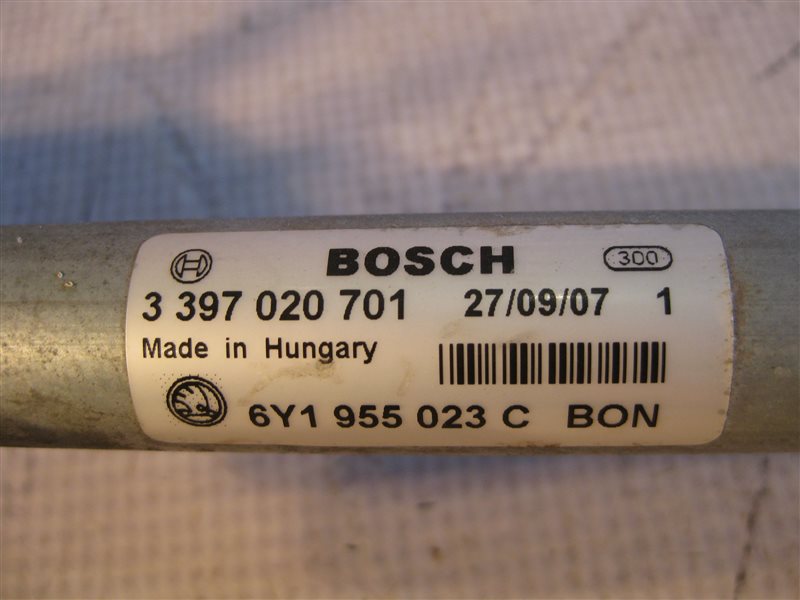 BOSCH 300
3 397 020 701 27/09/07 1
Made in Hungary
6Y1 955 023 C BON